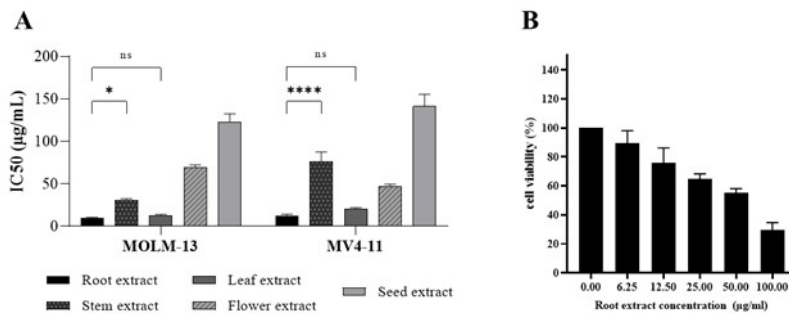 A
IC50 (µg/mL)
200
150
100
50
0
ns
*
ns
****
MOLM-13
MV4-11
Root extract
Leaf extract
Seed extract
Stem extract
Flower extract
B
cell viability (%)
140
120
100
80
60
40
20
0
0.00 6.25 12.50 25.00 50.00 100.00
Root extract concentration (µg/ml)